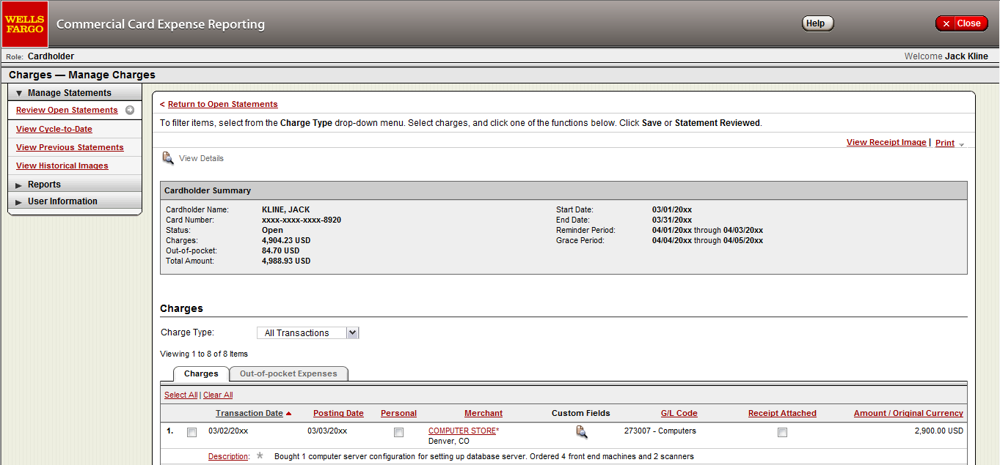 WELLS
FARGO
Commercial Card Expense Reporting
Help
× Close
Role: Cardholder
Welcome Jack Kline
Charges — Manage Charges
▼ Manage Statements
Review Open Statements
View Cycle-to-Date
View Previous Statements
View Historical Images
► Reports
► User Information
< Return to Open Statements
To filter items, select from the Charge Type drop-down menu. Select charges, and click one of the functions below. Click Save or Statement Reviewed.
View Receipt Image | Print
View Details
Cardholder Summary
Cardholder Name: KLINE, JACK
Card Number: xxxx-xxxx-xxxx-8920
Status: Open
Charges: 4,904.23 USD
Out-of-pocket: 84.70 USD
Total Amount: 4,988.93 USD
Start Date: 03/01/20xx
End Date: 03/31/20xx
Reminder Period: 04/01/20xx through 04/03/20xx
Grace Period: 04/04/20xx through 04/05/20xx
Charges
Charge Type: All Transactions
Viewing 1 to 8 of 8 Items
Charges Out-of-pocket Expenses
Select All | Clear All
Transaction Date ▲ Posting Date Personal Merchant Custom Fields G/L Code Receipt Attached Amount / Original Currency
1. 03/02/20xx 03/03/20xx COMPUTER STORE* 273007 - Computers 2,900.00 USD
Denver, CO
Description: * Bought 1 computer server configuration for setting up database server. Ordered 4 front end machines and 2 scanners